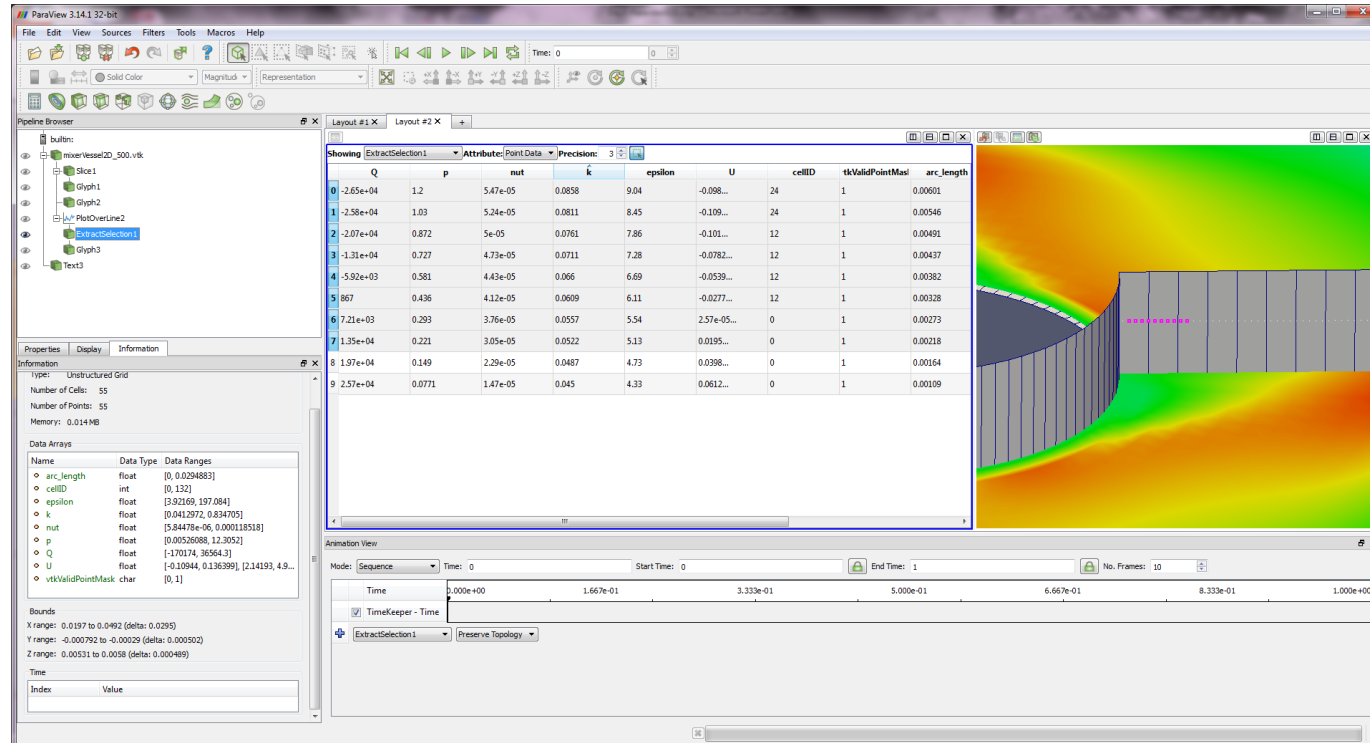 ParaView 3.14.1 32-bit
File Edit View Sources Filters Tools Macros Help
Time: 0 0
Solid Color Magnitud Representation
Pipeline Browser
builtin:
mixerVessel2D_500.vtk
Slice1
Glyph1
Glyph2
PlotOverLine2
ExtractSelection1
Glyph3
Text3
Properties Display Information
Information
Type: Unstructured Grid
Number of Cells: 55
Number of Points: 55
Memory: 0.014 MB
Data Arrays
Name Data Type Data Ranges
arc_length float [0, 0.0294883]
cellID int [0, 132]
epsilon float [3.92169, 197.084]
k float [0.0412972, 0.834705]
nut float [5.84478e-06, 0.000118518]
p float [0.00526088, 12.3052]
Q float [-170174, 36564.3]
U float [-0.10944, 0.136399], [2.14193, 4.9...
vtkValidPointMask char [0, 1]
Bounds
X range: 0.0197 to 0.0492 (delta: 0.0295)
Y range: -0.000792 to -0.00029 (delta: 0.000502)
Z range: 0.00531 to 0.0058 (delta: 0.000489)
Time
Index Value
Layout #1 X Layout #2 X +
Showing ExtractSelection1 Attribute: Point Data Precision: 3
Q p nut k epsilon U cellID tkValidPointMasl arc_length
0 -2.65e+04 1.2 5.47e-05 0.0858 9.04 -0.098... 24 1 0.00601
1 -2.58e+04 1.03 5.24e-05 0.0811 8.45 -0.109... 24 1 0.00546
2 -2.07e+04 0.872 5e-05 0.0761 7.86 -0.101... 12 1 0.00491
3 -1.31e+04 0.727 4.73e-05 0.0711 7.28 -0.0782... 12 1 0.00437
4 -5.92e+03 0.581 4.43e-05 0.066 6.69 -0.0539... 12 1 0.00382
5 867 0.436 4.12e-05 0.0609 6.11 -0.0277... 12 1 0.00328
6 7.21e+03 0.293 3.76e-05 0.0557 5.54 2.57e-05... 0 1 0.00273
7 1.35e+04 0.221 3.05e-05 0.0522 5.13 0.0195... 0 1 0.00218
8 1.97e+04 0.149 2.29e-05 0.0487 4.73 0.0398... 0 1 0.00164
9 2.57e+04 0.0771 1.47e-05 0.045 4.33 0.0612... 0 1 0.00109
Animation View
Mode: Sequence Time: 0 Start Time: 0 End Time: 1 No. Frames: 10
Time 0.000e+00 1.667e-01 3.333e-01 5.000e-01 6.667e-01 8.333e-01 1.000e+00
TimeKeeper - Time
ExtractSelection1 Preserve Topology